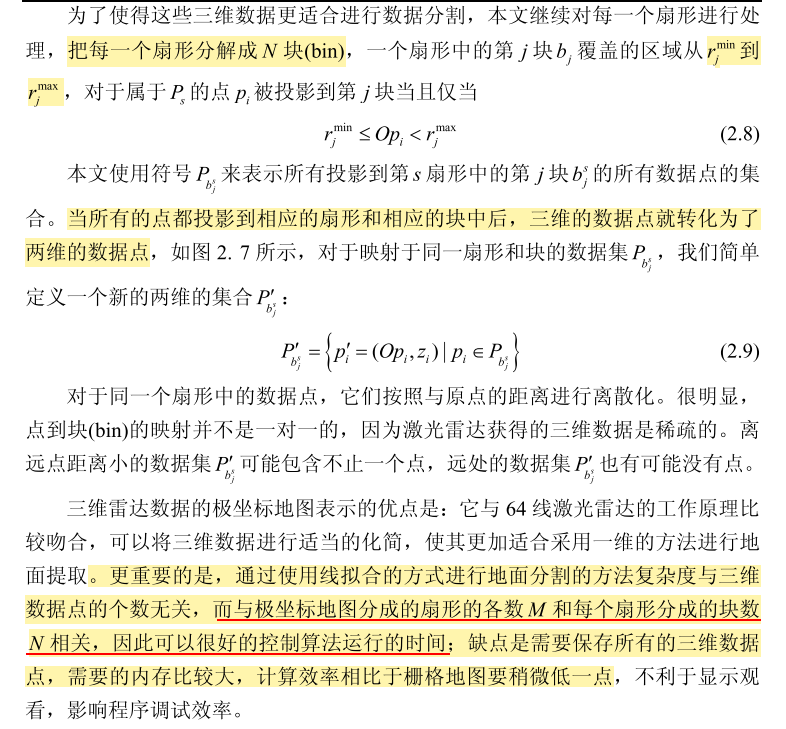 为了使得这些三维数据更适合进行数据分割，本文继续对每一个扇形进行处
理，把每一个扇形分解成 N 块(bin)，一个扇形中的第 j 块 b_j 覆盖的区域从 r_j^min 到
r_j^max，对于属于 P_s 的点 p_i 被投影到第 j 块当且仅当
r_j^min ≤ Op_i < r_j^max (2.8)
本文使用符号 P_{b_j^s} 来表示所有投影到第 s 扇形中的第 j 块 b_j^s 的所有数据点的集
合。当所有的点都投影到相应的扇形和相应的块中后，三维的数据点就转化为了
两维的数据点，如图 2. 7 所示，对于映射于同一扇形和块的数据集 P_{b_j^s}，我们简单
定义一个新的两维的集合 P′_{b_j^s}：
P′_{b_j^s} = {p_i′ = (Op_i, z_i) | p_i ∈ P_{b_j^s}} (2.9)
对于同一个扇形中的数据点，它们按照与原点的距离进行离散化。很明显，
点到块(bin)的映射并不是一对一的，因为激光雷达获得的三维数据是稀疏的。离
远点距离小的数据集 P′_{b_j^s} 可能包含不止一个点，远处的数据集 P′_{b_j^s} 也有可能没有点。
三维雷达数据的极坐标地图表示的优点是：它与 64 线激光雷达的工作原理比
较吻合，可以将三维数据进行适当的化简，使其更加适合采用一维的方法进行地
面提取。更重要的是，通过使用线拟合的方式进行地面分割的方法复杂度与三维
数据点的个数无关，而与极坐标地图分成的扇形的各数 M 和每个扇形分成的块数
N 相关，因此可以很好的控制算法运行的时间；缺点是需要保存所有的三维数据
点，需要的内存比较大，计算效率相比于栅格地图要稍微低一点，不利于显示观
看，影响程序调试效率。